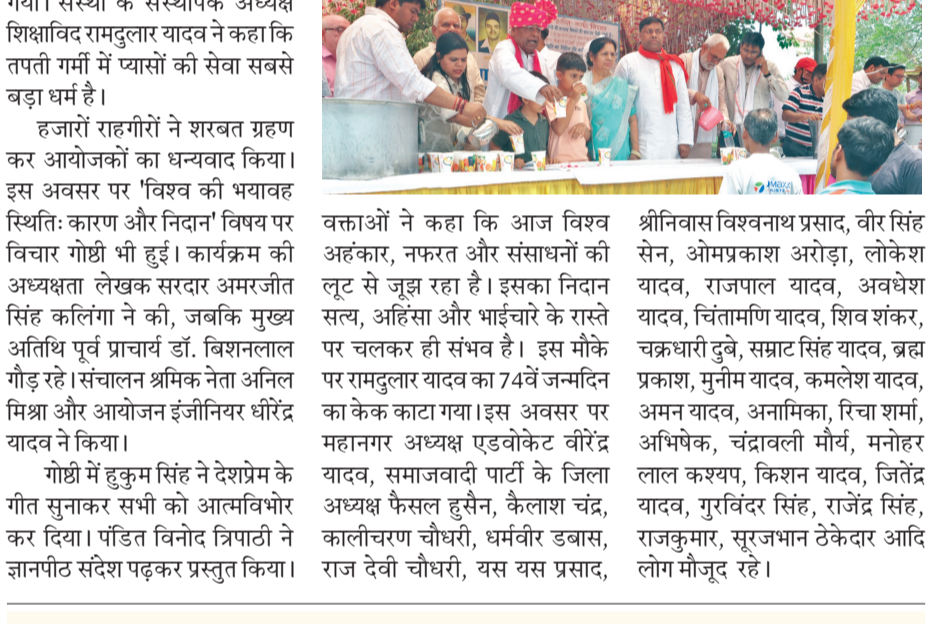 गया। संस्था के संस्थापक अध्यक्ष
शिक्षाविद रामदुलार यादव ने कहा कि
तपती गर्मी में प्यासों की सेवा सबसे
बड़ा धर्म है।
हजारों राहगीरों ने शरबत ग्रहण
कर आयोजकों का धन्यवाद किया।
इस अवसर पर 'विश्व की भयावह
स्थितिः कारण और निदान' विषय पर
विचार गोष्ठी भी हुई। कार्यक्रम की
अध्यक्षता लेखक सरदार अमरजीत
सिंह कलिंगा ने की, जबकि मुख्य
अतिथि पूर्व प्राचार्य डॉ. बिशनलाल
गौड़ रहे। संचालन श्रमिक नेता अनिल
मिश्रा और आयोजन इंजीनियर धीरेंद्र
यादव ने किया।
गोष्ठी में हुकुम सिंह ने देशप्रेम के
गीत सुनाकर सभी को आत्मविभोर
कर दिया। पंडित विनोद त्रिपाठी ने
ज्ञानपीठ संदेश पढ़कर प्रस्तुत किया।
वक्ताओं ने कहा कि आज विश्व
अहंकार, नफरत और संसाधनों की
लूट से जूझ रहा है। इसका निदान
सत्य, अहिंसा और भाईचारे के रास्ते
पर चलकर ही संभव है। इस मौके
पर रामदुलार यादव का 74वें जन्मदिन
का केक काटा गया। इस अवसर पर
महानगर अध्यक्ष एडवोकेट वीरेंद्र
यादव, समाजवादी पार्टी के जिला
अध्यक्ष फैसल हुसैन, कैलाश चंद्र,
कालीचरण चौधरी, धर्मवीर डबास,
राज देवी चौधरी, यस यस प्रसाद,
श्रीनिवास विश्वनाथ प्रसाद, वीर सिंह
सेन, ओमप्रकाश अरोड़ा, लोकेश
यादव, राजपाल यादव, अवधेश
यादव, चिंतामणि यादव, शिव शंकर,
चक्रधारी दुबे, सम्राट सिंह यादव, ब्रह्म
प्रकाश, मुनीम यादव, कमलेश यादव,
अमन यादव, अनामिका, रिचा शर्मा,
अभिषेक, चंद्रावली मौर्य, मनोहर
लाल कश्यप, किशन यादव, जितेंद्र
यादव, गुरविंदर सिंह, राजेंद्र सिंह,
राजकुमार, सूरजभान ठेकेदार आदि
लोग मौजूद रहे।